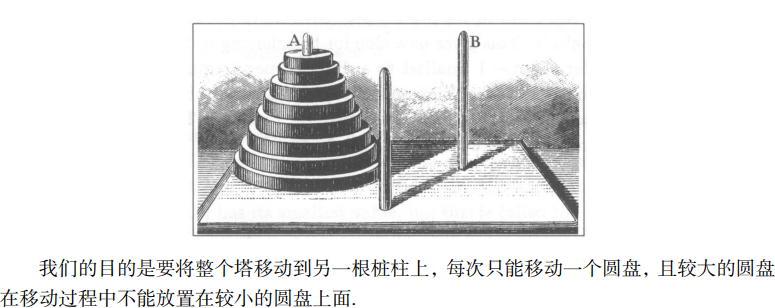 A B
我们的目的是要将整个塔移动到另一根桩柱上，每次只能移动一个圆盘，且较大的圆盘
在移动过程中不能放置在较小的圆盘上面.